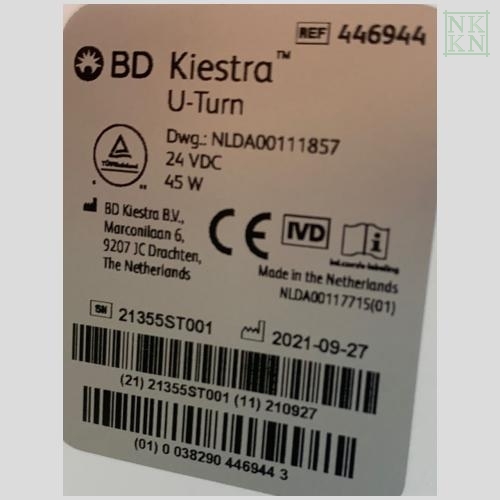 REF 446944
BD Kiestra™
U-Turn
Dwg.: NLDA00111857
24 VDC
45 W
TÜVRheinland
BD Kiestra B.V.,
Marconilaan 6,
9207 JC Drachten,
The Netherlands
CE IVD
Made in the Netherlands
NLDA00117715(01)
SN 21355ST001
2021-09-27
(21) 21355ST001 (11) 210927
(01) 0 038290 446944 3
NK
KN